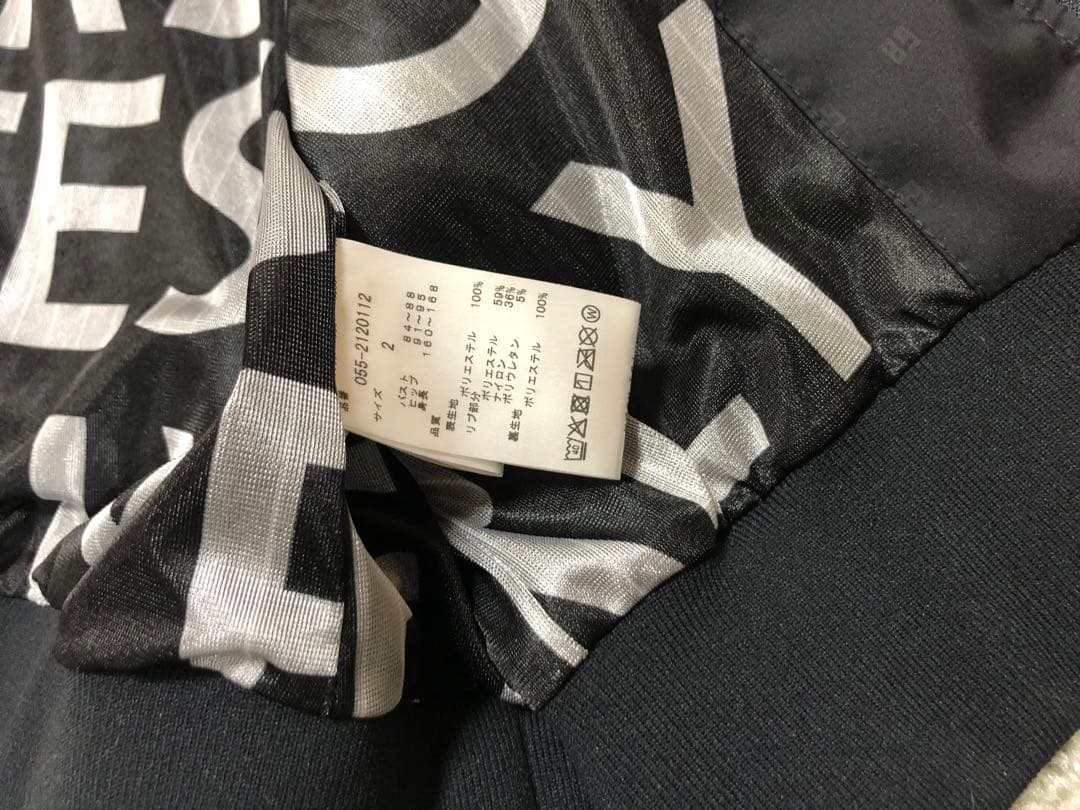 品番 055-2120112
サイズ 2
バスト 84～88
ヒップ 91～95
身長 160～168
品質
表生地 ポリエステル 100%
リブ部分 ポリエステル 59%
ナイロン 36%
ポリウレタン 5%
裏生地 ポリエステル 100%
W
40
ES
E
Y
GR